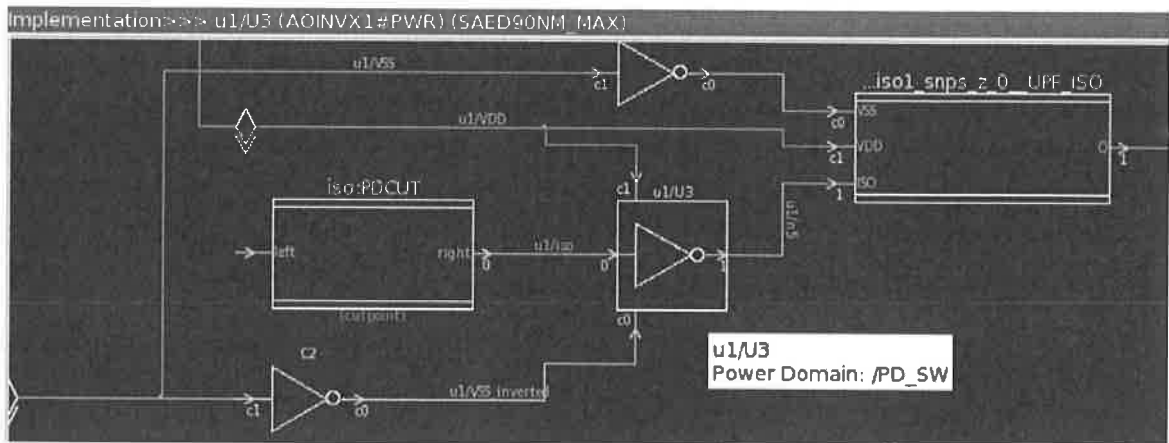 Implementation>>> u1/U3 (AOINVX1#PWR) (SAED90NM_MAX)
u1/VSS
c1
c0
...iso1_snps_z_0__UPF_ISO
c0
VSS
u1/VDD
c1
VDD
O
1
1
ISO
iso:PDCUT
c1
u1/U3
u1/n5
left
right
0
u1/iso
0
1
(cutpoint)
c0
C2
u1/U3
Power Domain: /PD_SW
c1
c0
u1/VSS_inverted